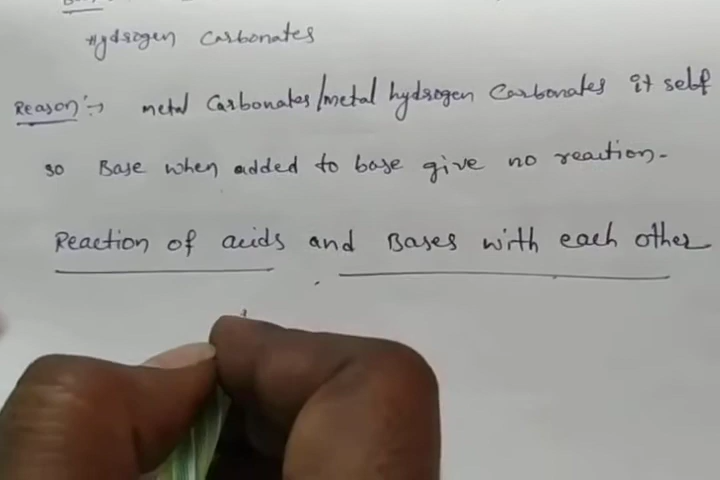 Hydrogen Carbonates
Reason :→ metal Carbonates/metal hydrogen Carbonates it self
so Base when added to base give no reaction.
Reaction of acids and Bases with each other